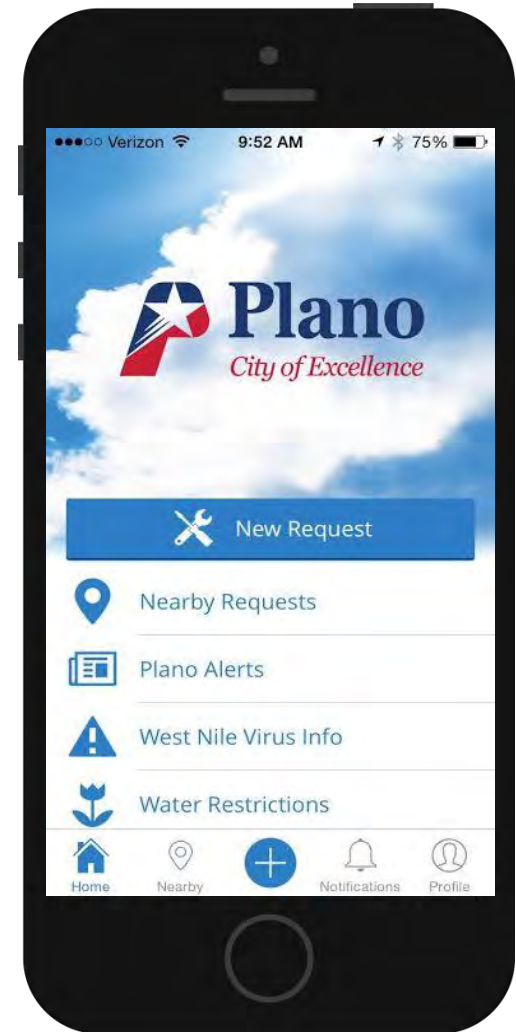 Verizon 9:52 AM 75%
Plano
City of Excellence
New Request
Nearby Requests
Plano Alerts
West Nile Virus Info
Water Restrictions
Home Nearby Notifications Profile